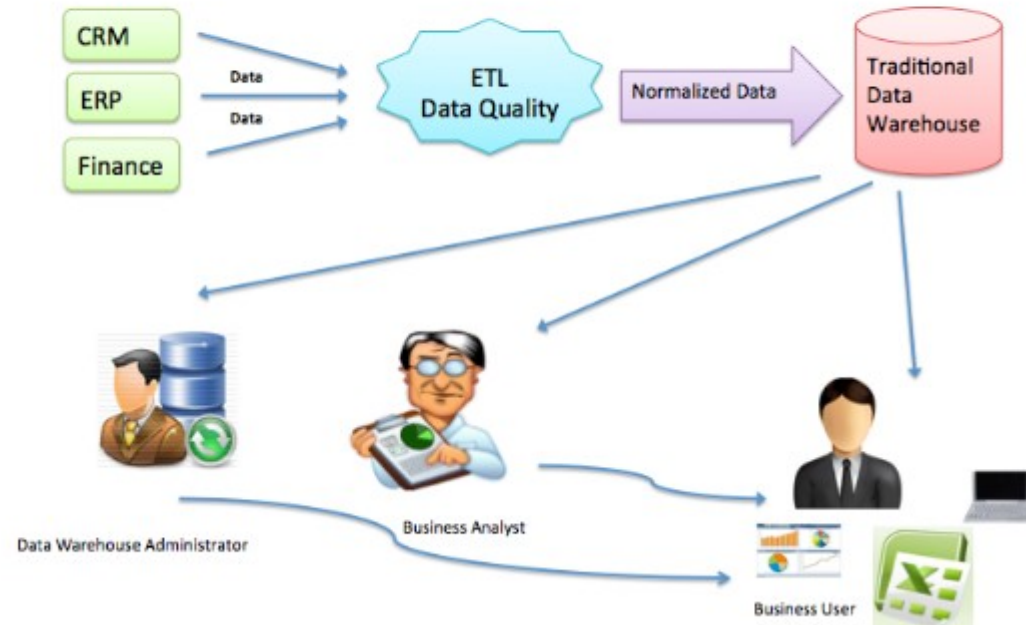 CRM
Data
ERP
Data
Finance
ETL
Data Quality
Normalized Data
Traditional
Data
Warehouse
Data Warehouse Administrator
Business Analyst
Business User